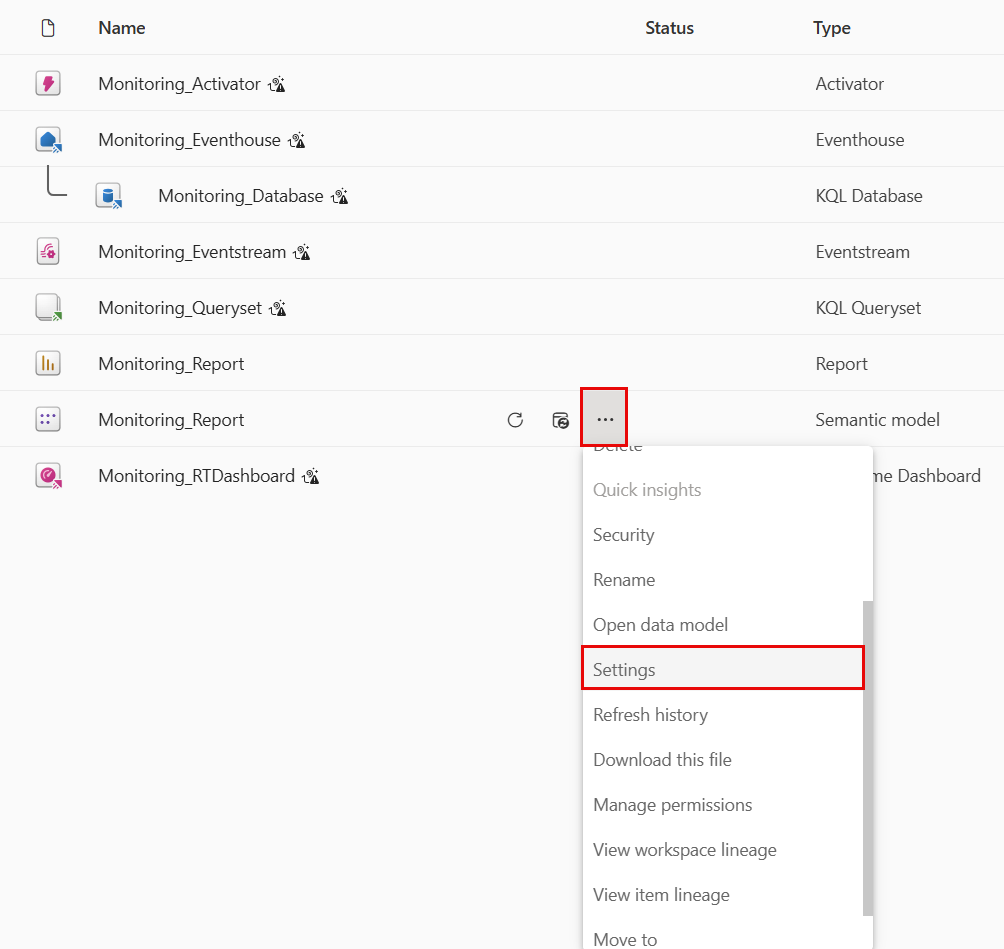 Name Status Type
Monitoring_Activator Activator
Monitoring_Eventhouse Eventhouse
Monitoring_Database KQL Database
Monitoring_Eventstream Eventstream
Monitoring_Queryset KQL Queryset
Monitoring_Report Report
Monitoring_Report ... Semantic model
Delete
Monitoring_RTDashboard me Dashboard
Quick insights
Security
Rename
Open data model
Settings
Refresh history
Download this file
Manage permissions
View workspace lineage
View item lineage
Move to